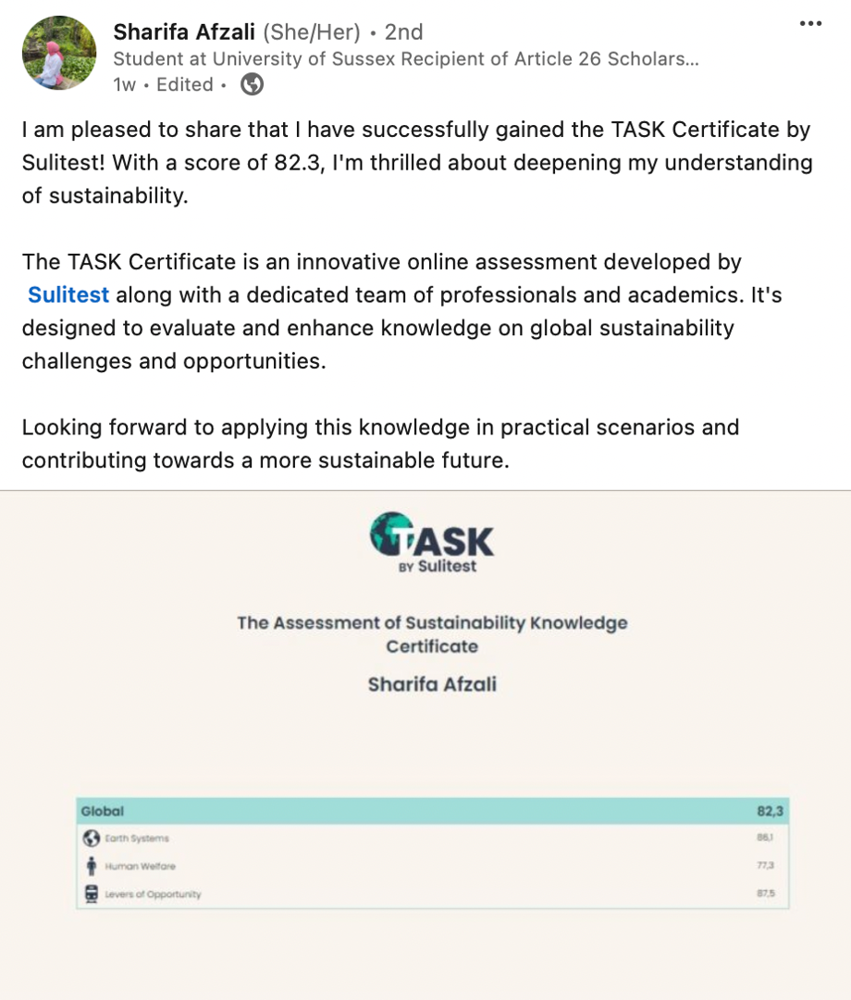 Sharifa Afzali (She/Her) • 2nd
Student at University of Sussex Recipient of Article 26 Scholars...
1w • Edited •
I am pleased to share that I have successfully gained the TASK Certificate by
Sulitest! With a score of 82.3, I'm thrilled about deepening my understanding
of sustainability.
The TASK Certificate is an innovative online assessment developed by
Sulitest along with a dedicated team of professionals and academics. It's
designed to evaluate and enhance knowledge on global sustainability
challenges and opportunities.
Looking forward to applying this knowledge in practical scenarios and
contributing towards a more sustainable future.
TASK
BY Sulitest
The Assessment of Sustainability Knowledge
Certificate
Sharifa Afzali
Global 82,3
Earth Systems 86,1
Human Welfare 77,3
Levers of Opportunity 87,5